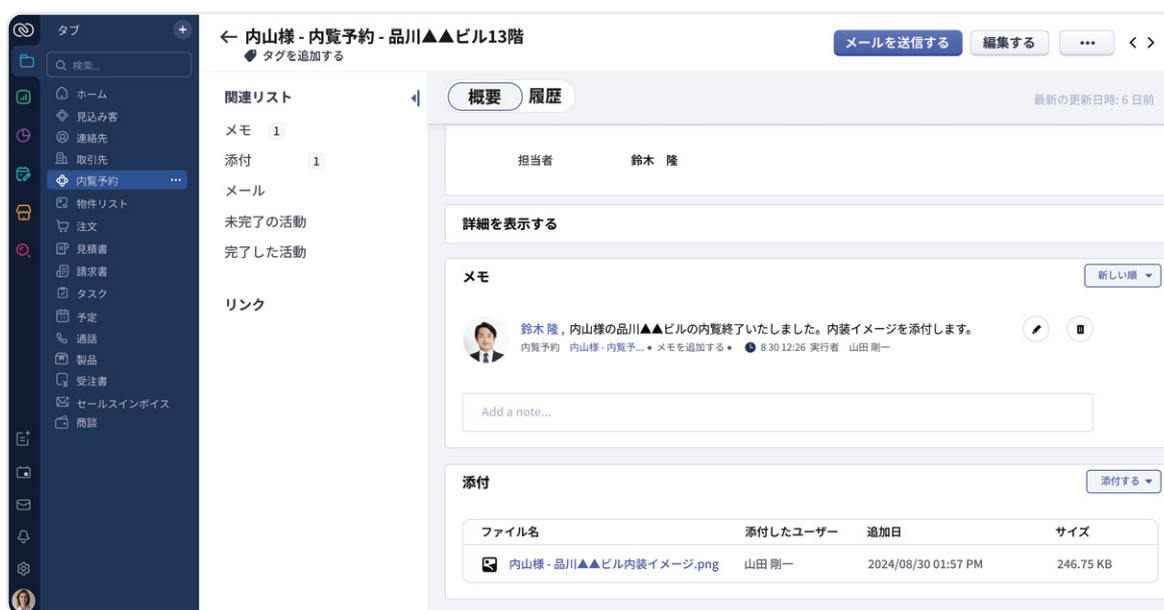 タブ
+
検索...
ホーム
見込み客
連絡先
取引先
内覧予約 ...
物件リスト
注文
見積書
請求書
タスク
予定
通話
製品
受注書
セールスインボイス
商談
内山様 - 内覧予約 - 品川▲▲ビル13階
タグを追加する
メールを送信する
編集する
...
関連リスト
メモ 1
添付 1
メール
未完了の活動
完了した活動
リンク
概要 履歴
最新の更新日時: 6 日前
担当者 鈴木 隆
詳細を表示する
メモ
新しい順
鈴木 隆 , 内山様の品川▲▲ビルの内覧終了いたしました。内装イメージを添付します。
内覧予約 内山様 - 内覧予... • メモを追加する • 8 30 12:26 実行者 山田 剛一
Add a note...
添付
添付する
ファイル名 添付したユーザー 追加日 サイズ
内山様 - 品川▲▲ビル内装イメージ.png 山田 剛一 2024/08/30 01:57 PM 246.75 KB